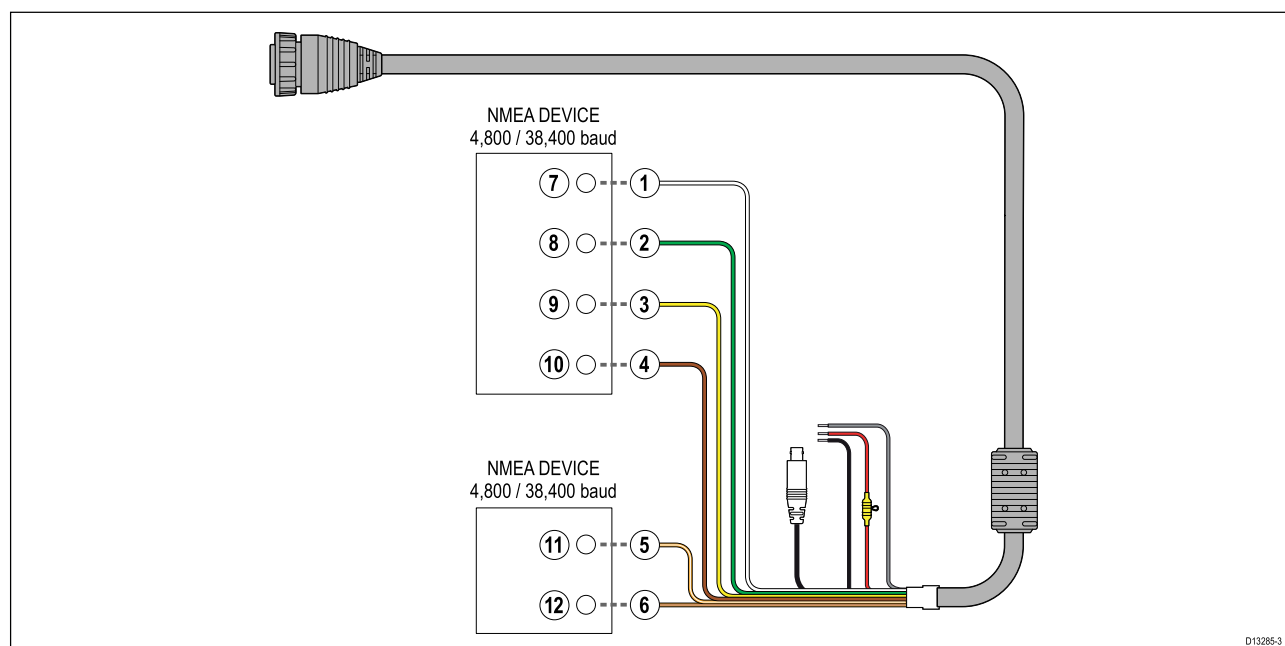 NMEA DEVICE
4,800 / 38,400 baud
7 1
8 2
9 3
10 4
NMEA DEVICE
4,800 / 38,400 baud
11 5
12 6
D13285-3